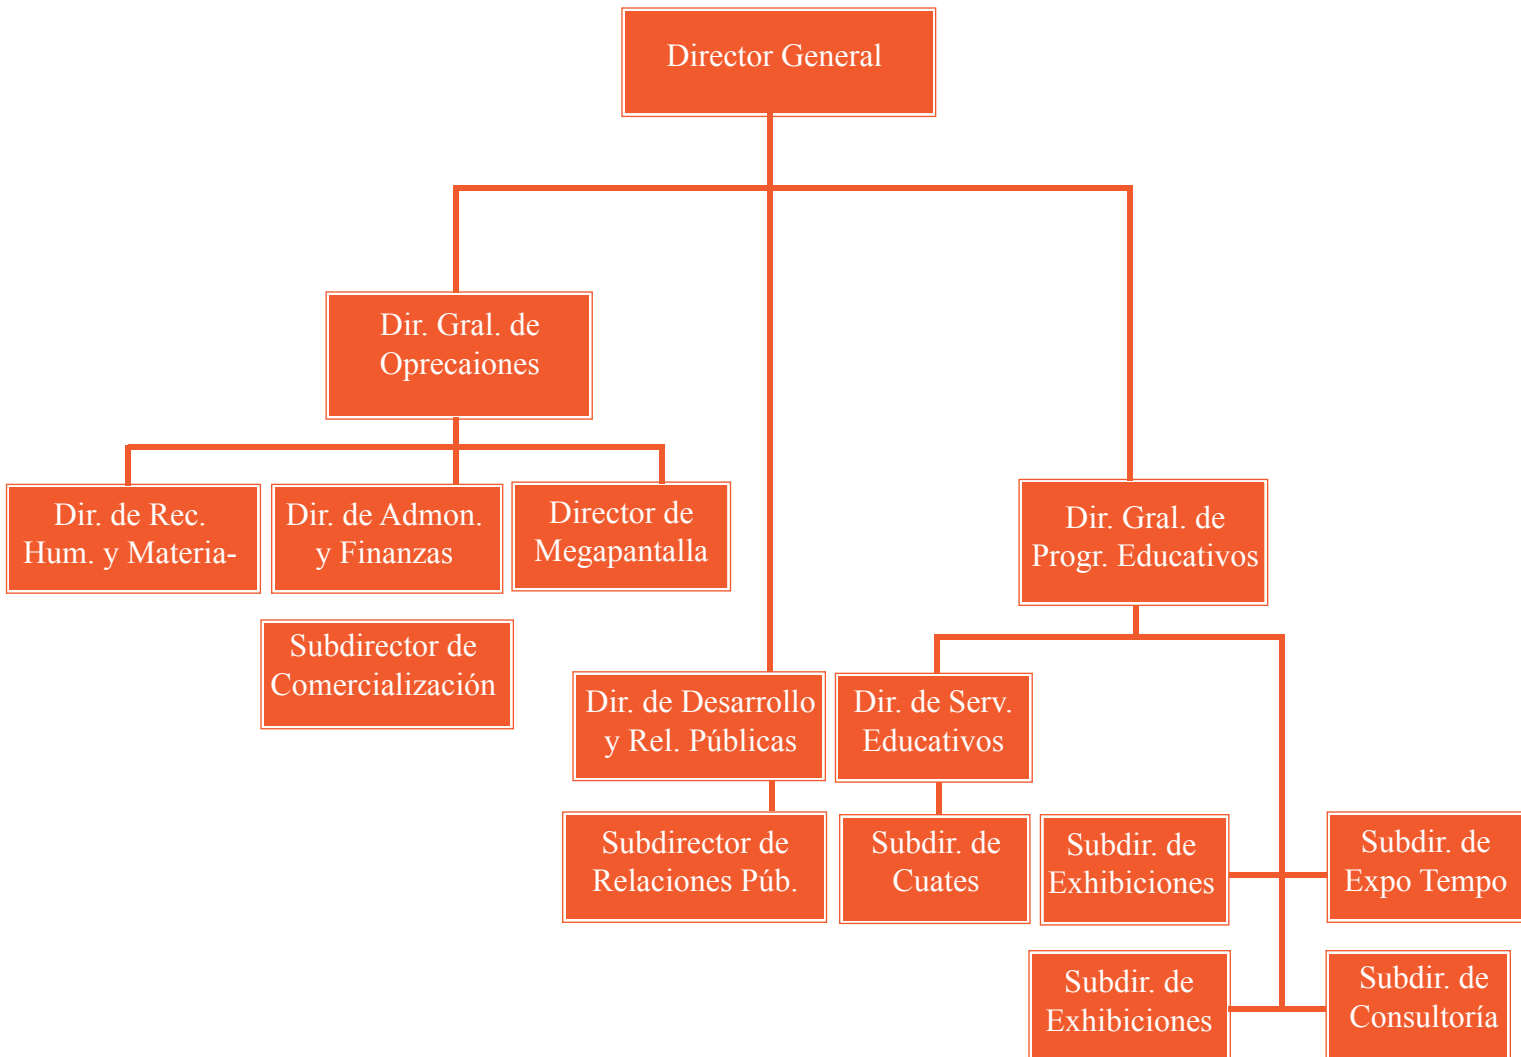 Director General
Dir. Gral. de
Oprecaiones
Dir. de Rec.
Hum. y Materia-
Dir. de Admon.
y Finanzas
Director de
Megapantalla
Dir. Gral. de
Progr. Educativos
Subdirector de
Comercialización
Dir. de Desarrollo
y Rel. Públicas
Dir. de Serv.
Educativos
Subdirector de
Relaciones Púb.
Subdir. de
Cuates
Subdir. de
Exhibiciones
Subdir. de
Expo Tempo
Subdir. de
Exhibiciones
Subdir. de
Consultoría